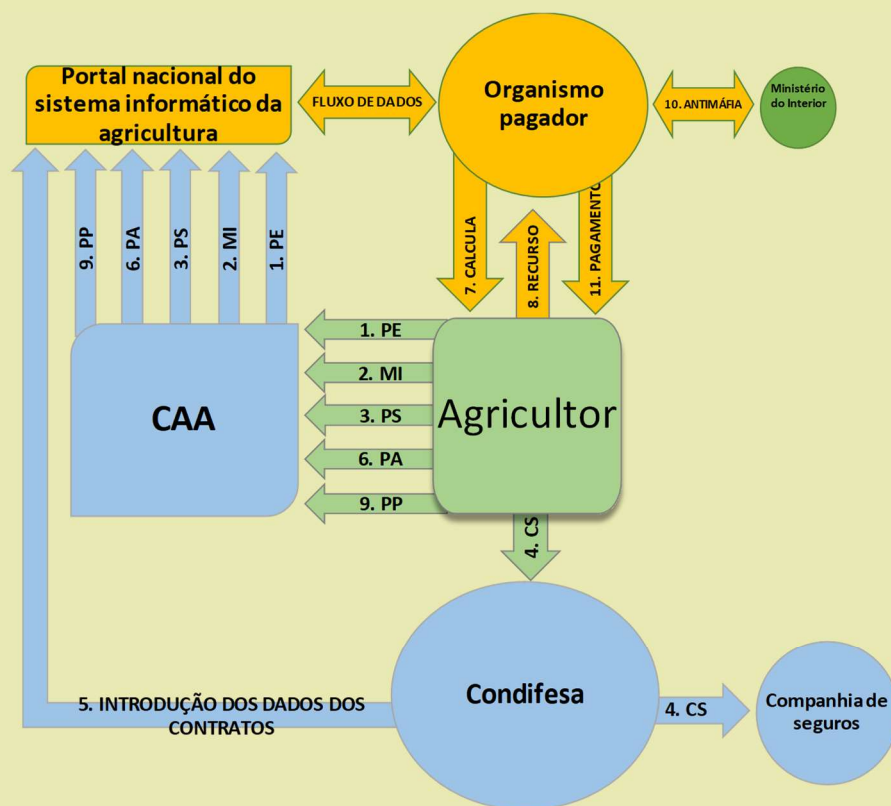 Portal nacional do
sistema informático da
agricultura
FLUXO DE DADOS
Organismo
pagador
10. ANTIMÁFIA
Ministério
do Interior
9. PP
6. PA
3. PS
2. MI
1. PE
7. CALCULA
8. RECURSO
11. PAGAMENTO
CAA
1. PE
2. MI
3. PS
6. PA
9. PP
Agricultor
4. CS
5. INTRODUÇÃO DOS DADOS DOS
CONTRATOS
Condifesa
4. CS
Companhia de
seguros